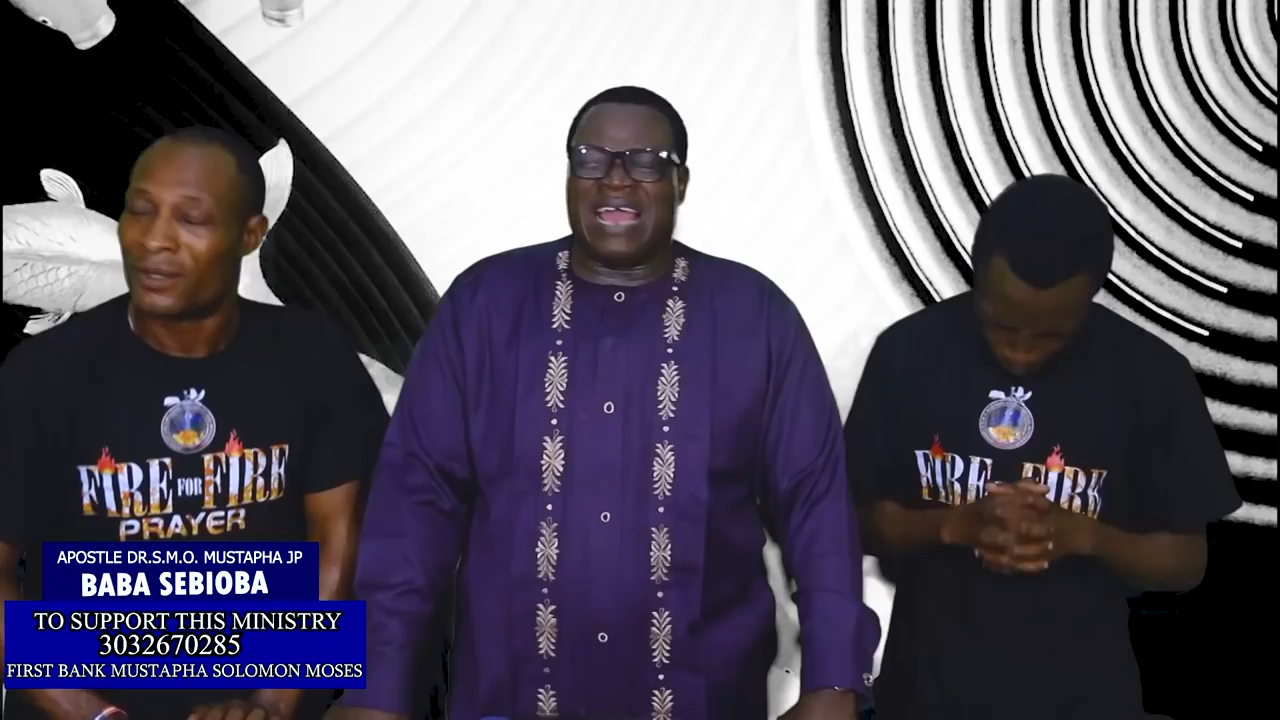 FIRE FOR FIRE
PRAYER
FIRE FIRE
APOSTLE DR.S.M.O. MUSTAPHA JP
BABA SEBIOBA
TO SUPPORT THIS MINISTRY
3032670285
FIRST BANK MUSTAPHA SOLOMON MOSES